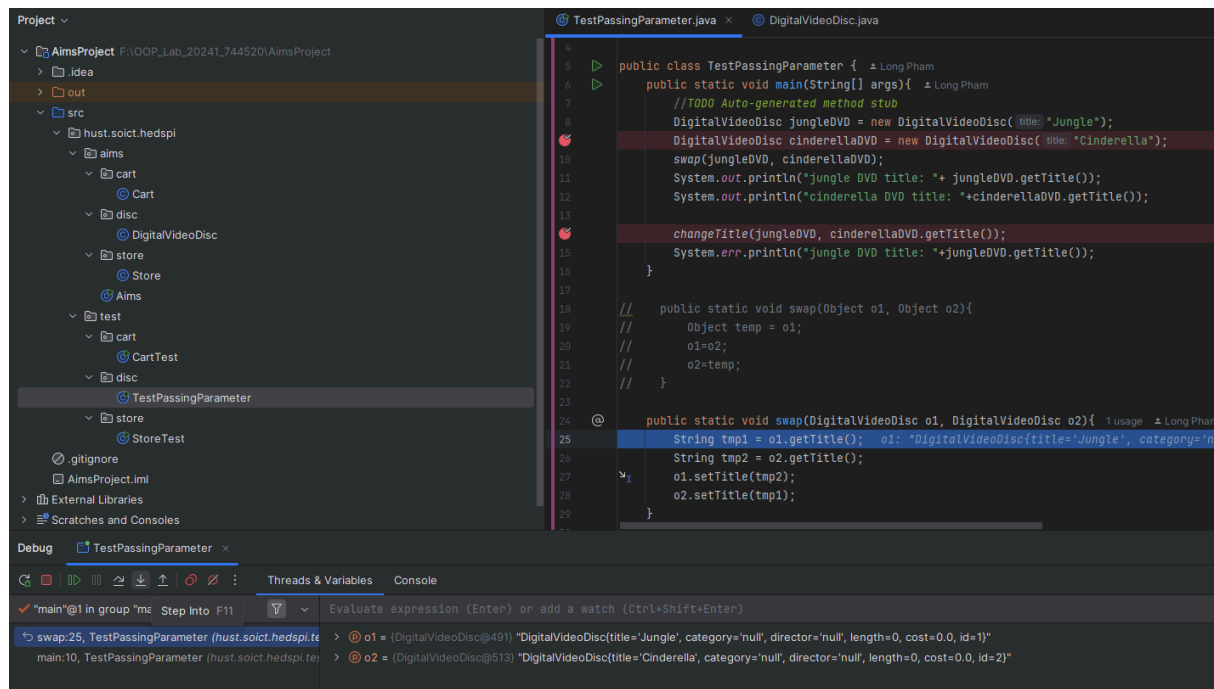 Project
AimsProject F:\OOP_Lab_20241_744520\AimsProject
.idea
out
src
hust.soict.hedspi
aims
cart
Cart
disc
DigitalVideoDisc
store
Store
Aims
test
cart
CartTest
disc
TestPassingParameter
store
StoreTest
.gitignore
AimsProject.iml
External Libraries
Scratches and Consoles
TestPassingParameter.java × DigitalVideoDisc.java
4
5 public class TestPassingParameter { Long Pham
6 public static void main(String[] args){ Long Pham
7 //TODO Auto-generated method stub
8 DigitalVideoDisc jungleDVD = new DigitalVideoDisc( title: "Jungle");
DigitalVideoDisc cinderellaDVD = new DigitalVideoDisc( title: "Cinderella");
10 swap(jungleDVD, cinderellaDVD);
11 System.out.println("jungle DVD title: "+ jungleDVD.getTitle());
12 System.out.println("cinderella DVD title: "+cinderellaDVD.getTitle());
13
changeTitle(jungleDVD, cinderellaDVD.getTitle());
15 System.err.println("jungle DVD title: "+jungleDVD.getTitle());
16 }
17
18 // public static void swap(Object o1, Object o2){
19 // Object temp = o1;
20 // o1=o2;
21 // o2=temp;
22 // }
23
24 @ public static void swap(DigitalVideoDisc o1, DigitalVideoDisc o2){ 1 usage Long Pham
25 String tmp1 = o1.getTitle(); o1: "DigitalVideoDisc{title='Jungle', category='n
26 String tmp2 = o2.getTitle();
27 o1.setTitle(tmp2);
28 o2.setTitle(tmp1);
29 }
Debug TestPassingParameter ×
Threads & Variables Console
"main"@1 in group "ma Step Into F11 Evaluate expression (Enter) or add a watch (Ctrl+Shift+Enter)
swap:25, TestPassingParameter (hust.soict.hedspi.te
main:10, TestPassingParameter (hust.soict.hedspi.te
o1 = {DigitalVideoDisc@491} "DigitalVideoDisc{title='Jungle', category='null', director='null', length=0, cost=0.0, id=1}"
o2 = {DigitalVideoDisc@513} "DigitalVideoDisc{title='Cinderella', category='null', director='null', length=0, cost=0.0, id=2}"